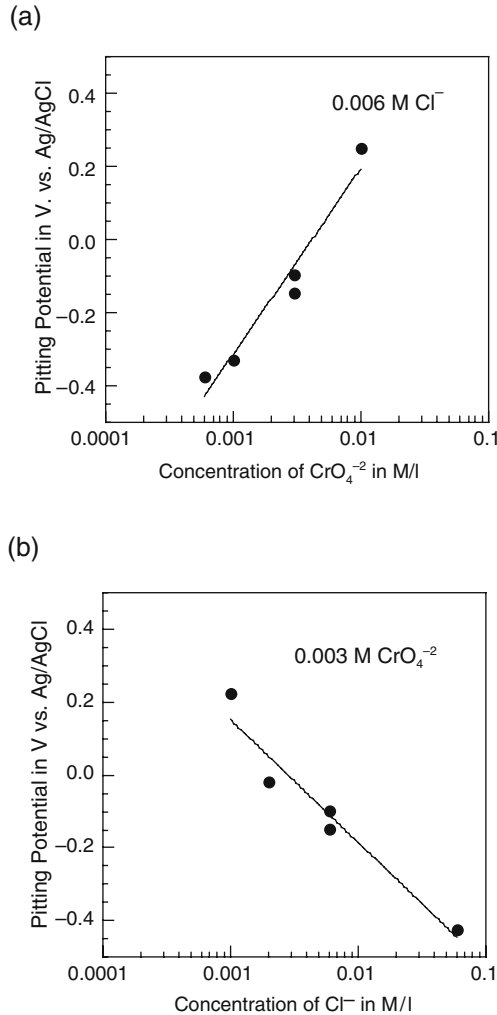 (a)
Pitting Potential in V. vs. Ag/AgCl
0.4
0.2
0.0
−0.2
−0.4
0.006 M Cl⁻
0.0001 0.001 0.01 0.1
Concentration of CrO₄⁻² in M/l
(b)
Pitting Potential in V vs. Ag/AgCl
0.4
0.2
0.0
−0.2
−0.4
0.003 M CrO₄⁻²
0.0001 0.001 0.01 0.1
Concentration of Cl⁻ in M/l